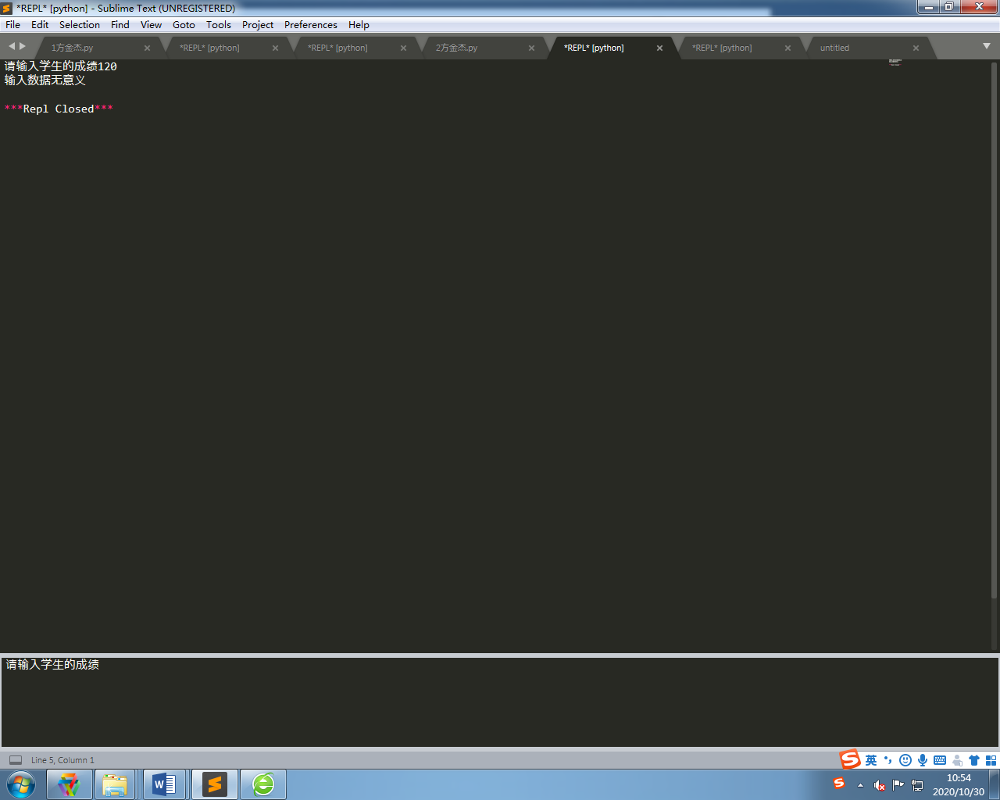 *REPL* [python] - Sublime Text (UNREGISTERED)
File Edit Selection Find View Goto Tools Project Preferences Help
1方金杰.py *REPL* [python] *REPL* [python] 2方金杰.py *REPL* [python] *REPL* [python] untitled
请输入学生的成绩120
输入数据无意义
***Repl Closed***
请输入学生的成绩
Line 5, Column 1
英
10:54
2020/10/30